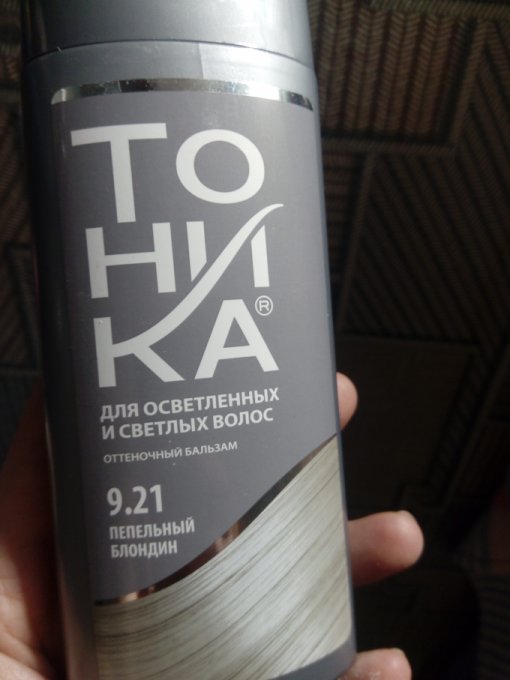 ТО
НИ
КА®
ДЛЯ ОСВЕТЛЕННЫХ
И СВЕТЛЫХ ВОЛОС
ОТТЕНОЧНЫЙ БАЛЬЗАМ
9.21
ПЕПЕЛЬНЫЙ
БЛОНДИН